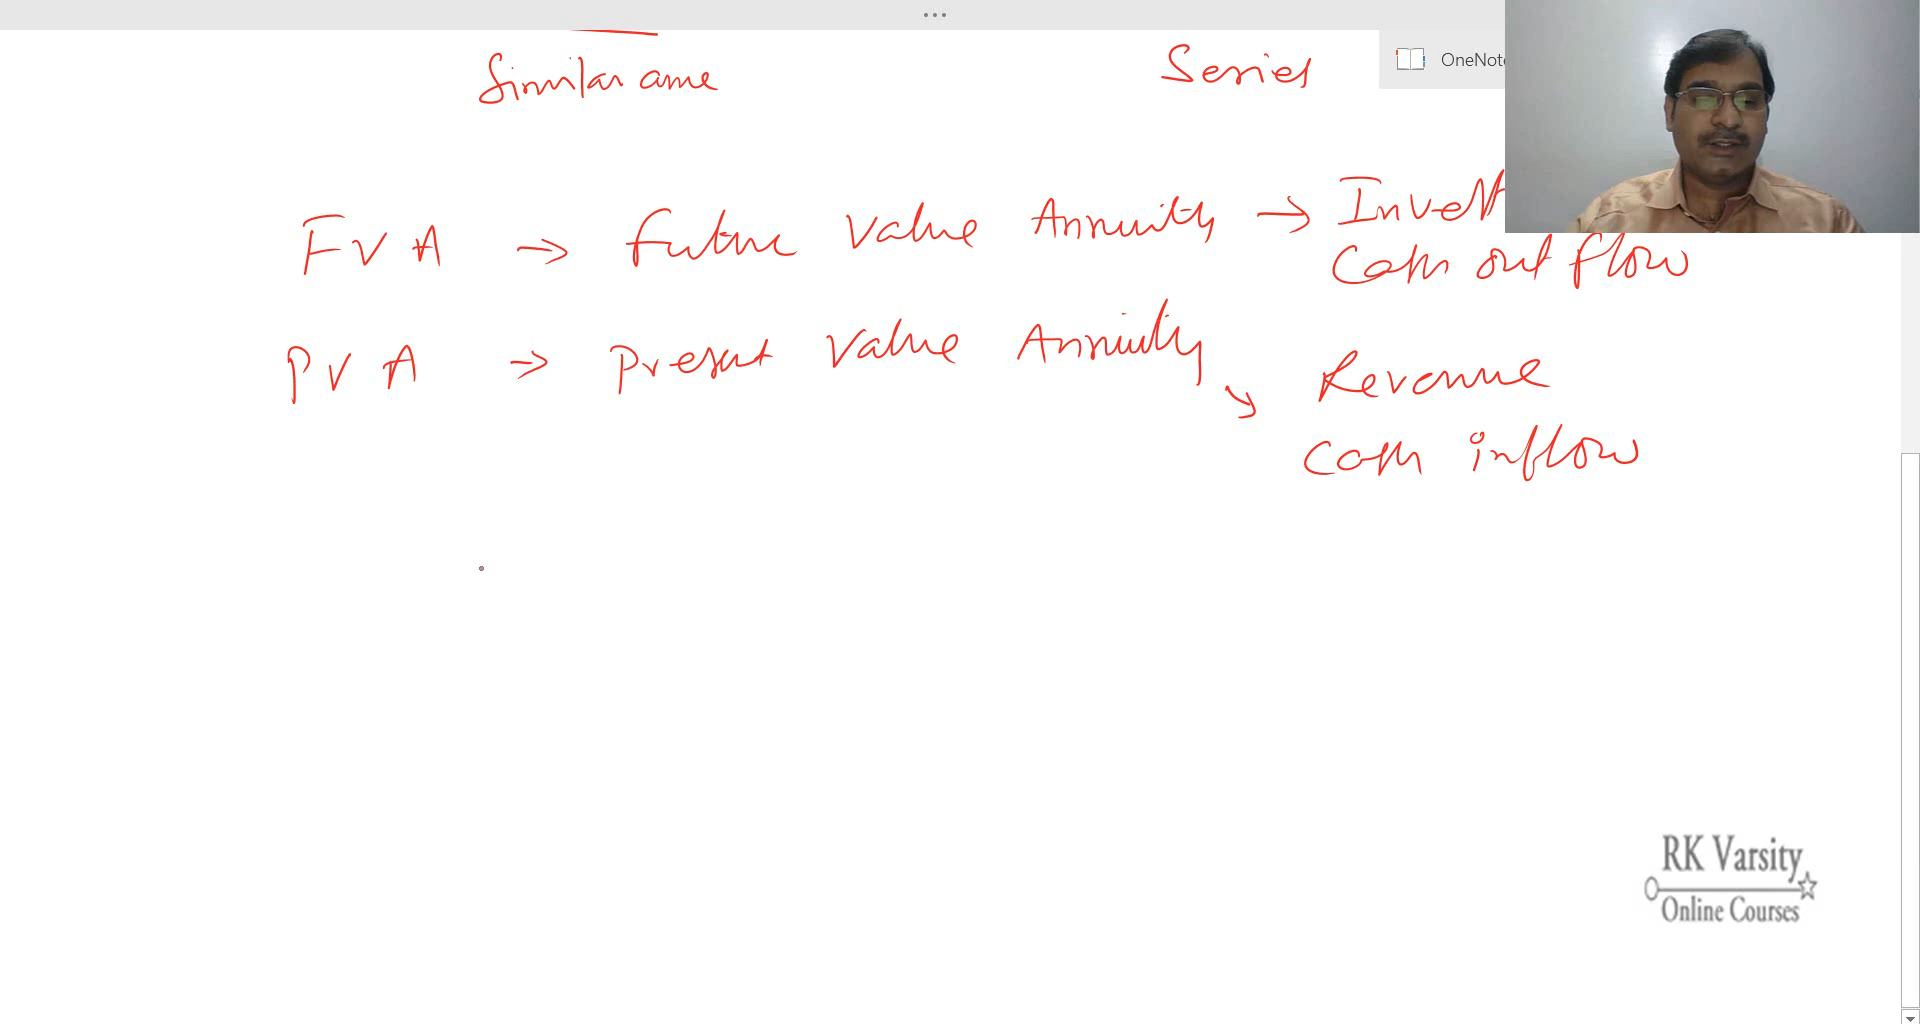 Similar ame
Series
OneNote
FVA → Future Value Annuity → Invest
Cash out flow
PVA → Present Value Annuity
Revenue
Cash inflow
RK Varsity
Online Courses